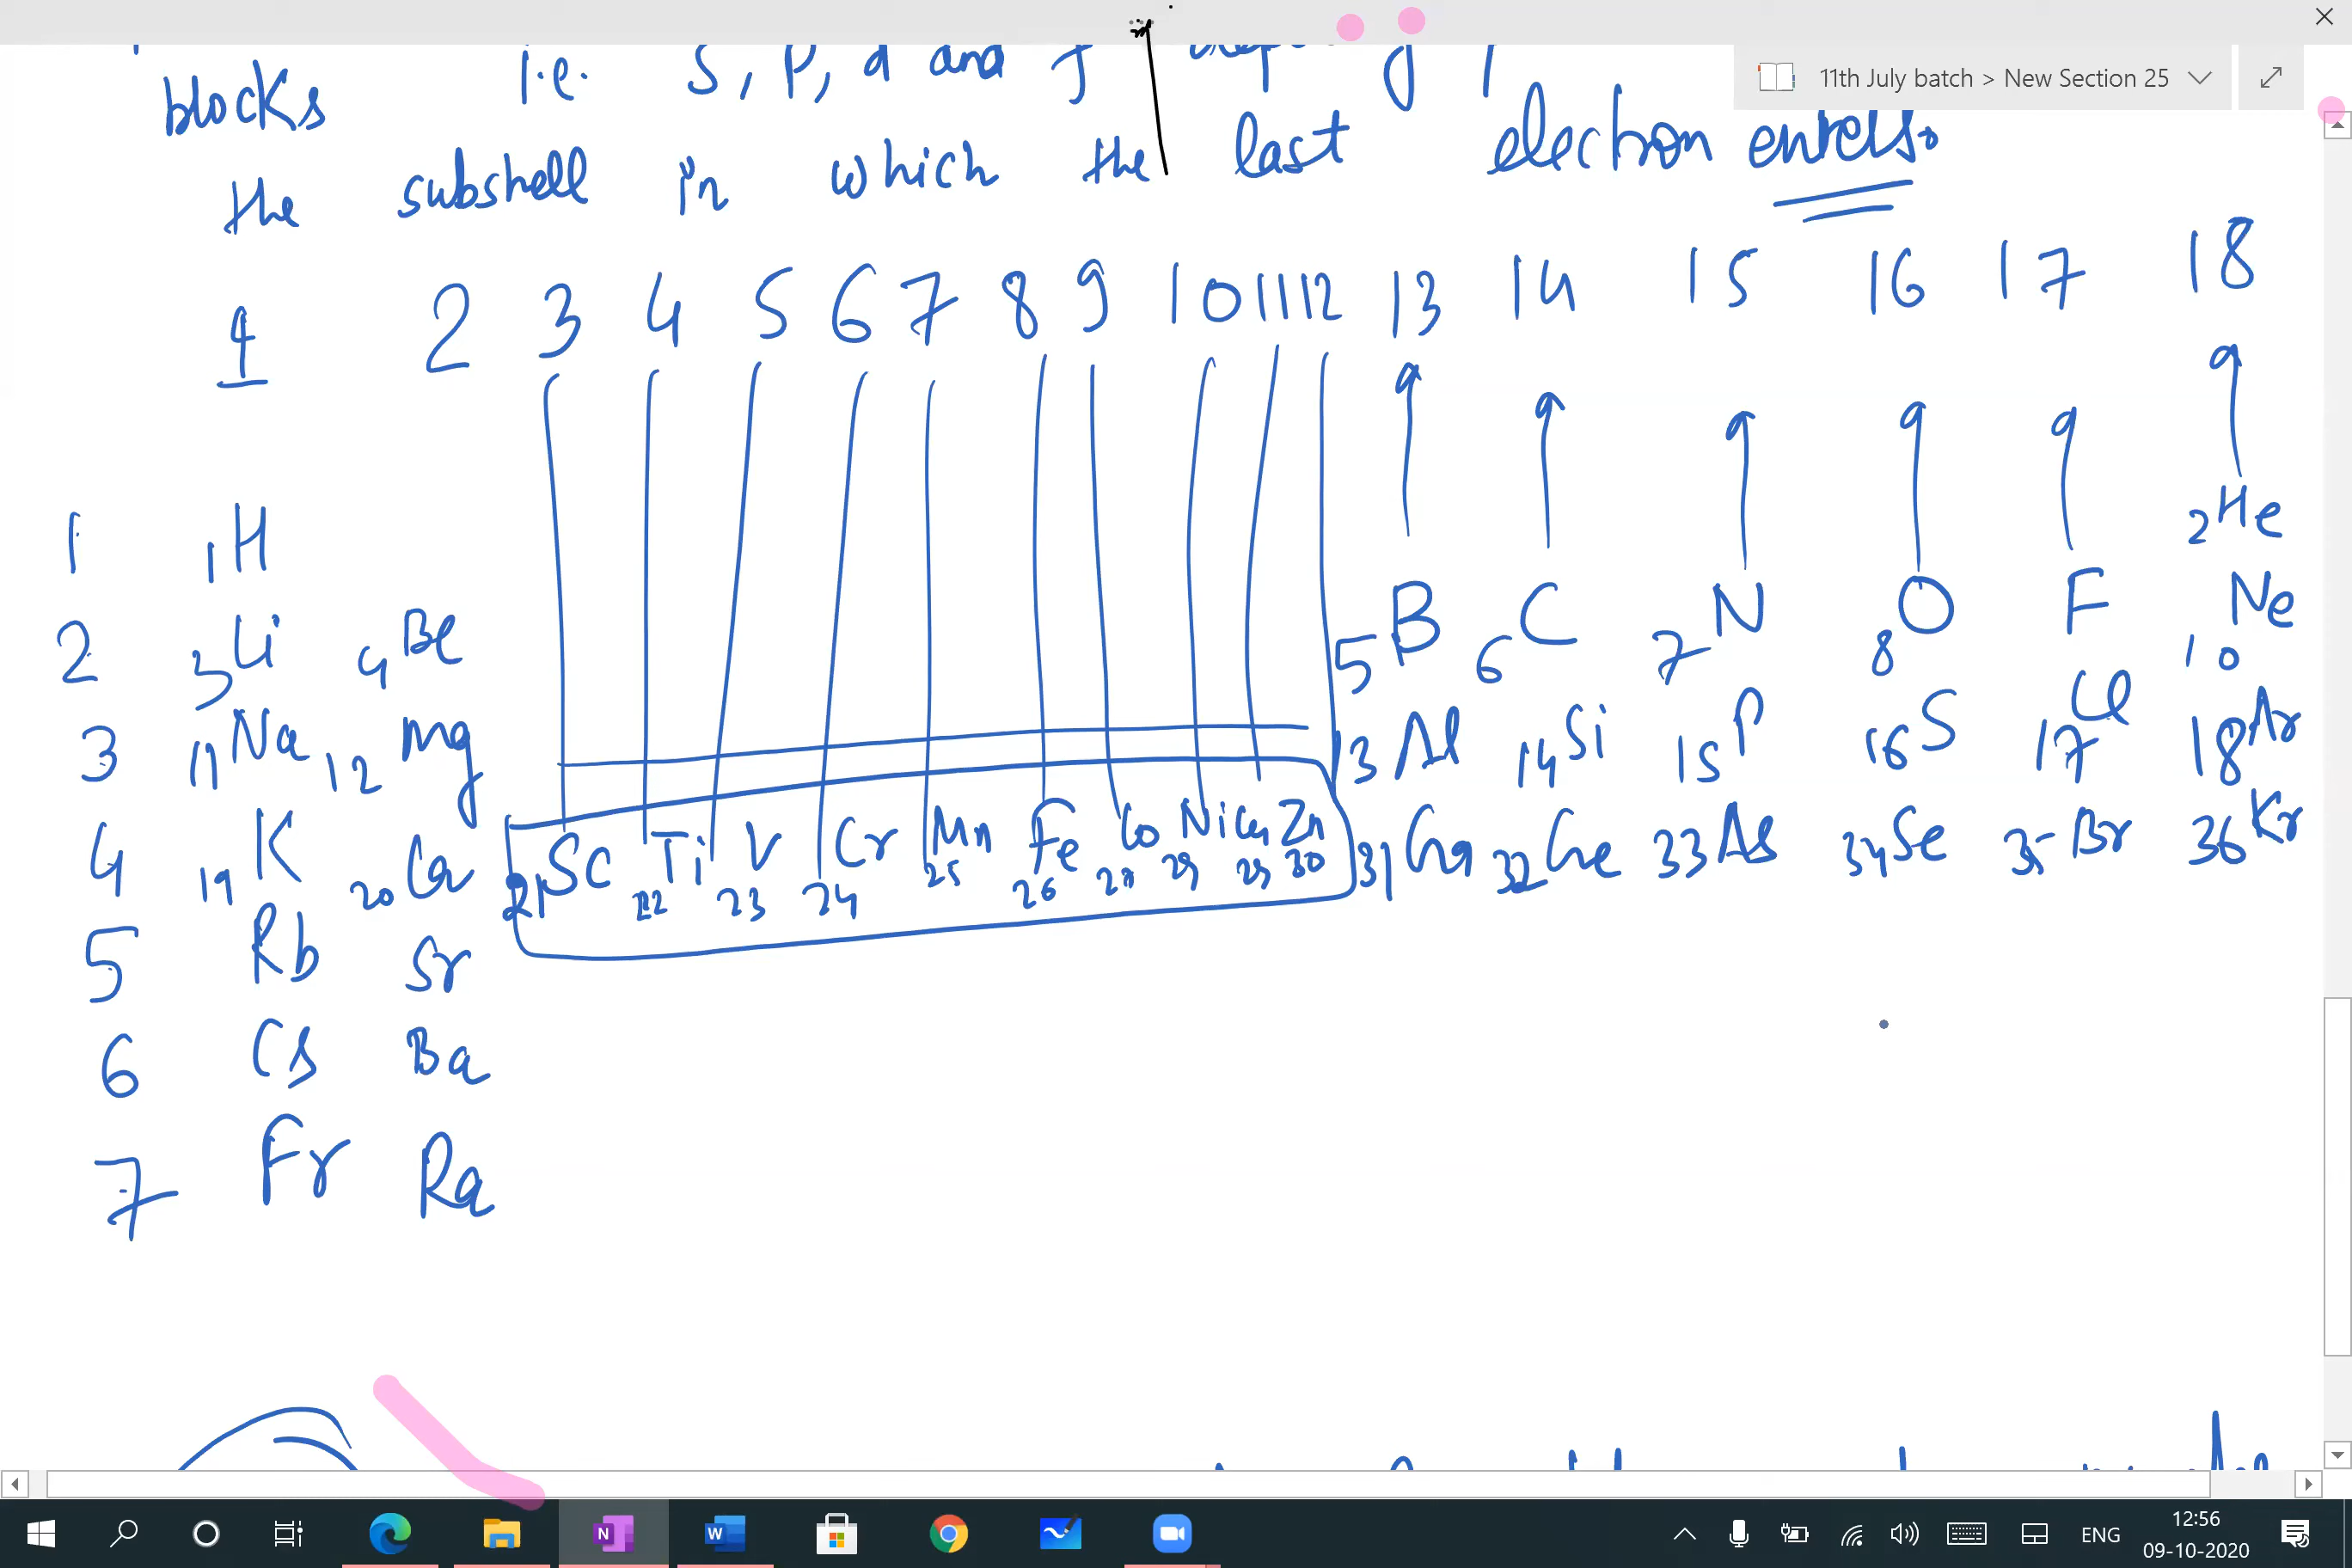 11th July batch > New Section 25
blocks i.e. S, P, d and f
the subshell in which the last electron enters.
1 2 3 4 5 6 7 8 9 10 11 12 13 14 15 16 17 18
1 1H 2He
2 3Li 4Be 5B 6C 7N 8O F Ne 10
3 11Na 12Mg 13Al 14Si 15P 16S 17Cl 18Ar
4 19K 20Ca 21Sc Ti 22 V 23 Cr 24 Mn 25 Fe 26 Co Ni Cu 29 Zn 30 31Ga 32Ge 33As 34Se 35Br 36Kr
5 Rb Sr
6 Cs Ba
7 Fr Ra
ENG
12:56
09-10-2020